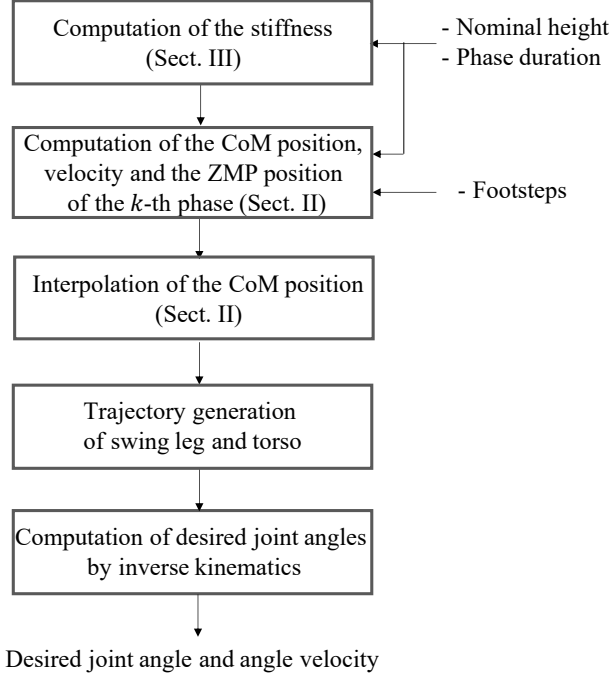 Computation of the stiffness
(Sect. III)
- Nominal height
- Phase duration
Computation of the CoM position,
velocity and the ZMP position
of the k-th phase (Sect. II)
- Footsteps
Interpolation of the CoM position
(Sect. II)
Trajectory generation
of swing leg and torso
Computation of desired joint angles
by inverse kinematics
Desired joint angle and angle velocity